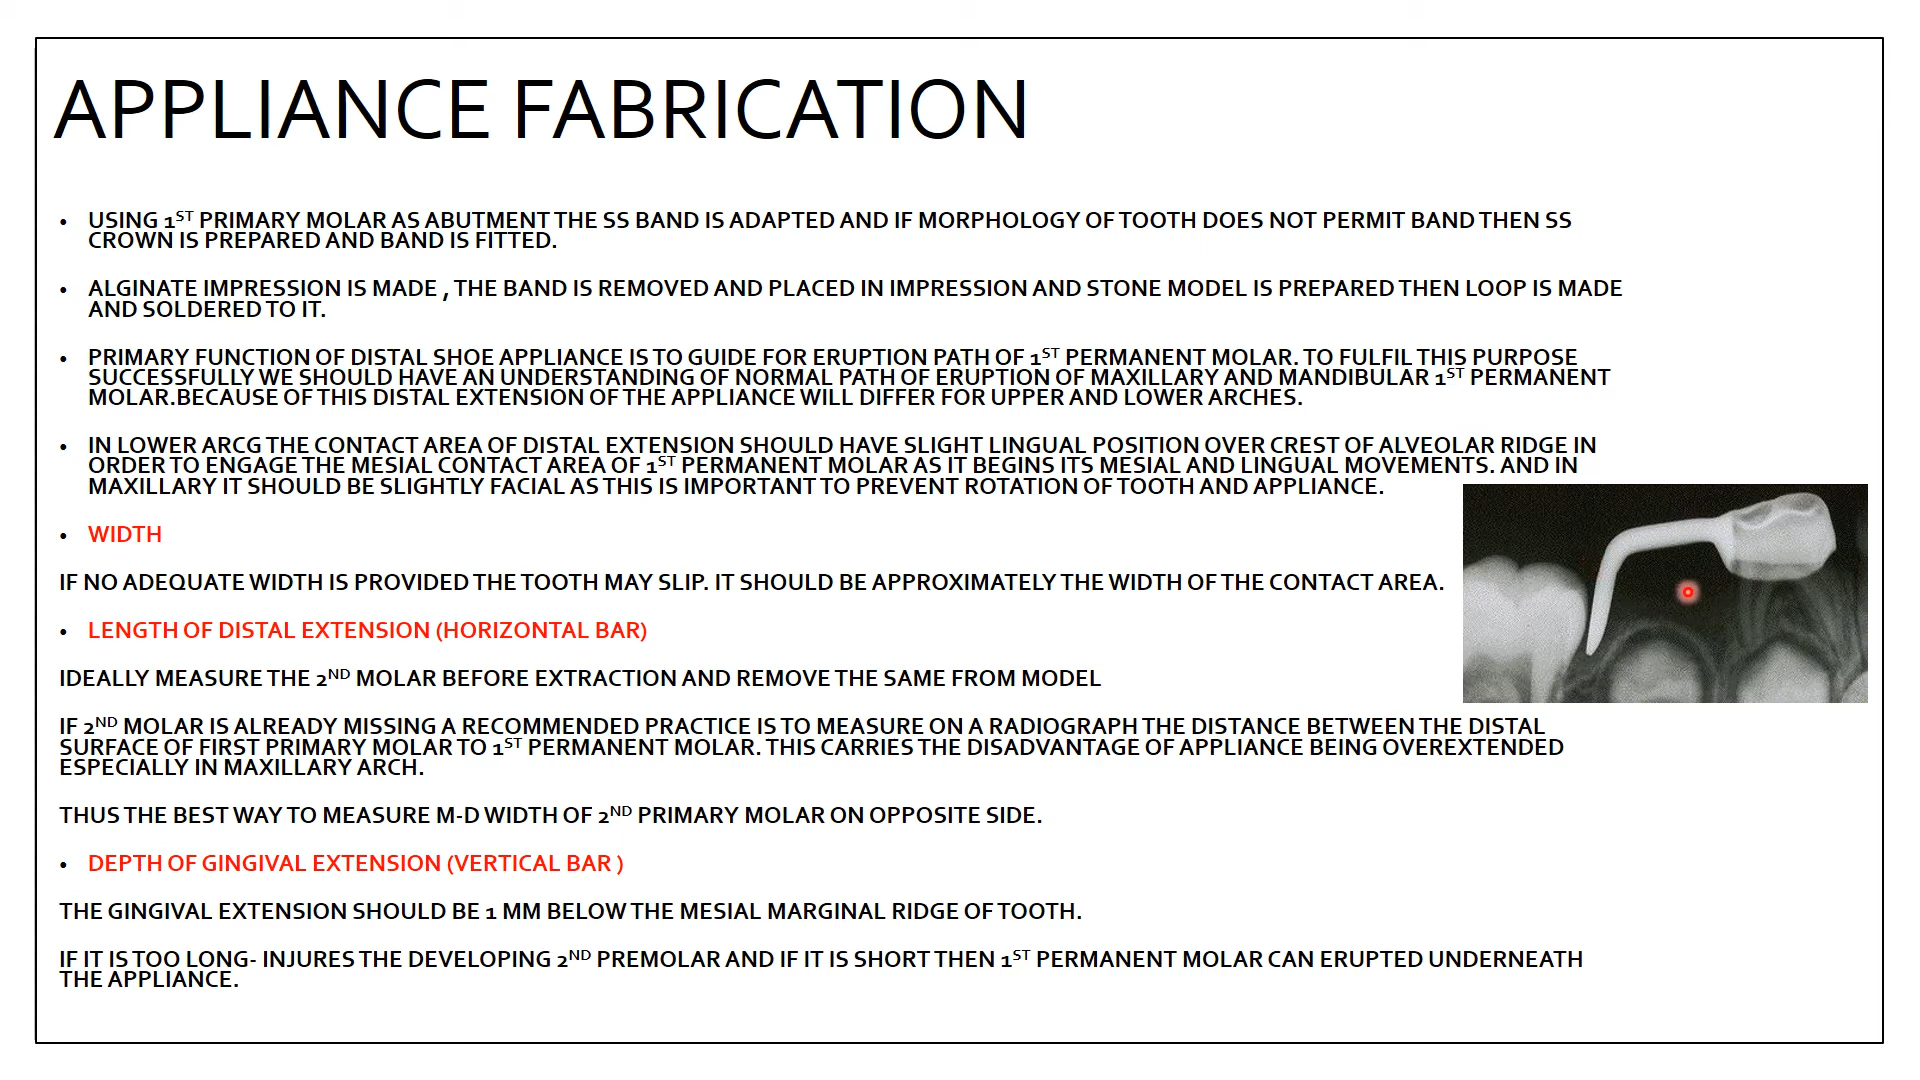 APPLIANCE FABRICATION
• USING 1ST PRIMARY MOLAR AS ABUTMENT THE SS BAND IS ADAPTED AND IF MORPHOLOGY OF TOOTH DOES NOT PERMIT BAND THEN SS
CROWN IS PREPARED AND BAND IS FITTED.
• ALGINATE IMPRESSION IS MADE , THE BAND IS REMOVED AND PLACED IN IMPRESSION AND STONE MODEL IS PREPARED THEN LOOP IS MADE
AND SOLDERED TO IT.
• PRIMARY FUNCTION OF DISTAL SHOE APPLIANCE IS TO GUIDE FOR ERUPTION PATH OF 1ST PERMANENT MOLAR. TO FULFIL THIS PURPOSE
SUCCESSFULLY WE SHOULD HAVE AN UNDERSTANDING OF NORMAL PATH OF ERUPTION OF MAXILLARY AND MANDIBULAR 1ST PERMANENT
MOLAR.BECAUSE OF THIS DISTAL EXTENSION OF THE APPLIANCE WILL DIFFER FOR UPPER AND LOWER ARCHES.
• IN LOWER ARCG THE CONTACT AREA OF DISTAL EXTENSION SHOULD HAVE SLIGHT LINGUAL POSITION OVER CREST OF ALVEOLAR RIDGE IN
ORDER TO ENGAGE THE MESIAL CONTACT AREA OF 1ST PERMANENT MOLAR AS IT BEGINS ITS MESIAL AND LINGUAL MOVEMENTS. AND IN
MAXILLARY IT SHOULD BE SLIGHTLY FACIAL AS THIS IS IMPORTANT TO PREVENT ROTATION OF TOOTH AND APPLIANCE.
• WIDTH
IF NO ADEQUATE WIDTH IS PROVIDED THE TOOTH MAY SLIP. IT SHOULD BE APPROXIMATELY THE WIDTH OF THE CONTACT AREA.
• LENGTH OF DISTAL EXTENSION (HORIZONTAL BAR)
IDEALLY MEASURE THE 2ND MOLAR BEFORE EXTRACTION AND REMOVE THE SAME FROM MODEL
IF 2ND MOLAR IS ALREADY MISSING A RECOMMENDED PRACTICE IS TO MEASURE ON A RADIOGRAPH THE DISTANCE BETWEEN THE DISTAL
SURFACE OF FIRST PRIMARY MOLAR TO 1ST PERMANENT MOLAR. THIS CARRIES THE DISADVANTAGE OF APPLIANCE BEING OVEREXTENDED
ESPECIALLY IN MAXILLARY ARCH.
THUS THE BEST WAY TO MEASURE M-D WIDTH OF 2ND PRIMARY MOLAR ON OPPOSITE SIDE.
• DEPTH OF GINGIVAL EXTENSION (VERTICAL BAR )
THE GINGIVAL EXTENSION SHOULD BE 1 MM BELOW THE MESIAL MARGINAL RIDGE OF TOOTH.
IF IT IS TOO LONG- INJURES THE DEVELOPING 2ND PREMOLAR AND IF IT IS SHORT THEN 1ST PERMANENT MOLAR CAN ERUPTED UNDERNEATH
THE APPLIANCE.